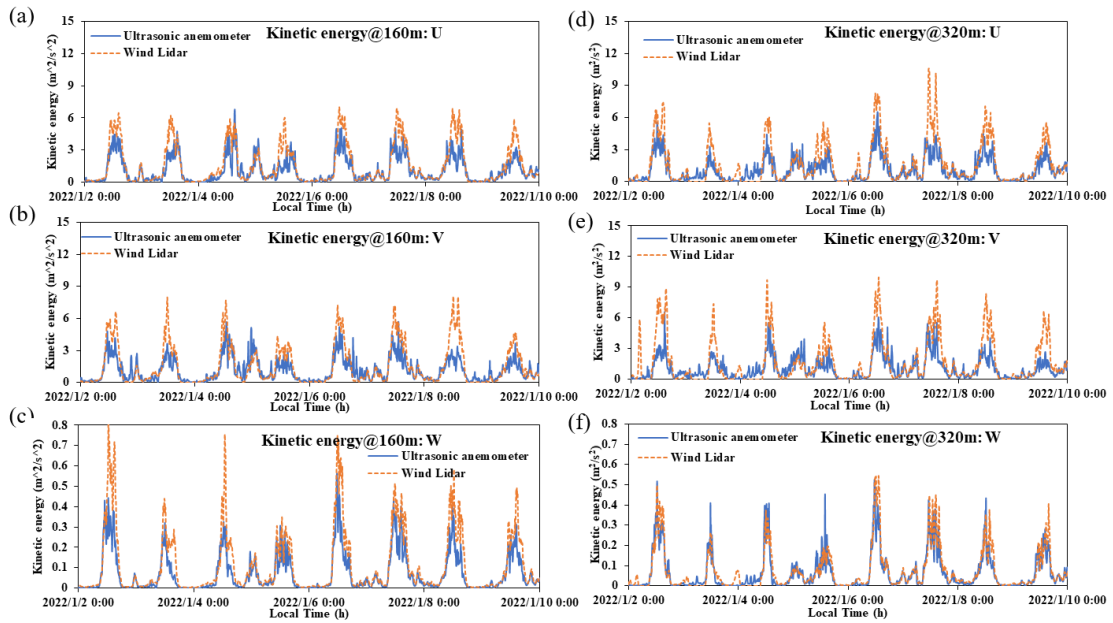 (a)
Kinetic energy@160m: U
Ultrasonic anemometer
Wind Lidar
Kinetic energy (m^2/s^2)
15
12
9
6
3
0
2022/1/2 0:00
2022/1/4 0:00
2022/1/6 0:00
2022/1/8 0:00
2022/1/10 0:00
Local Time (h)
(b)
Kinetic energy@160m: V
Ultrasonic anemometer
Wind Lidar
Kinetic energy (m^2/s^2)
15
12
9
6
3
0
2022/1/2 0:00
2022/1/4 0:00
2022/1/6 0:00
2022/1/8 0:00
2022/1/10 0:00
Local Time (h)
(c)
Kinetic energy@160m: W
Ultrasonic anemometer
Wind Lidar
Kinetic energy (m^2/s^2)
0.8
0.7
0.6
0.5
0.4
0.3
0.2
0.1
0
2022/1/2 0:00
2022/1/4 0:00
2022/1/6 0:00
2022/1/8 0:00
2022/1/10 0:00
Local Time (h)
(d)
Kinetic energy@320m: U
Ultrasonic anemometer
Wind Lidar
Kinetic energy (m²/s²)
15
12
9
6
3
0
2022/1/2 0:00
2022/1/4 0:00
2022/1/6 0:00
2022/1/8 0:00
2022/1/10 0:00
Local Time (h)
(e)
Kinetic energy@320m: V
Ultrasonic anemometer
Wind Lidar
Kinetic energy (m²/s²)
15
12
9
6
3
0
2022/1/2 0:00
2022/1/4 0:00
2022/1/6 0:00
2022/1/8 0:00
2022/1/10 0:00
Local Time (h)
(f)
Kinetic energy@320m: W
Ultrasonic anemometer
Wind Lidar
Kinetic energy (m²/s²)
0.8
0.7
0.6
0.5
0.4
0.3
0.2
0.1
0
2022/1/2 0:00
2022/1/4 0:00
2022/1/6 0:00
2022/1/8 0:00
2022/1/10 0:00
Local Time (h)